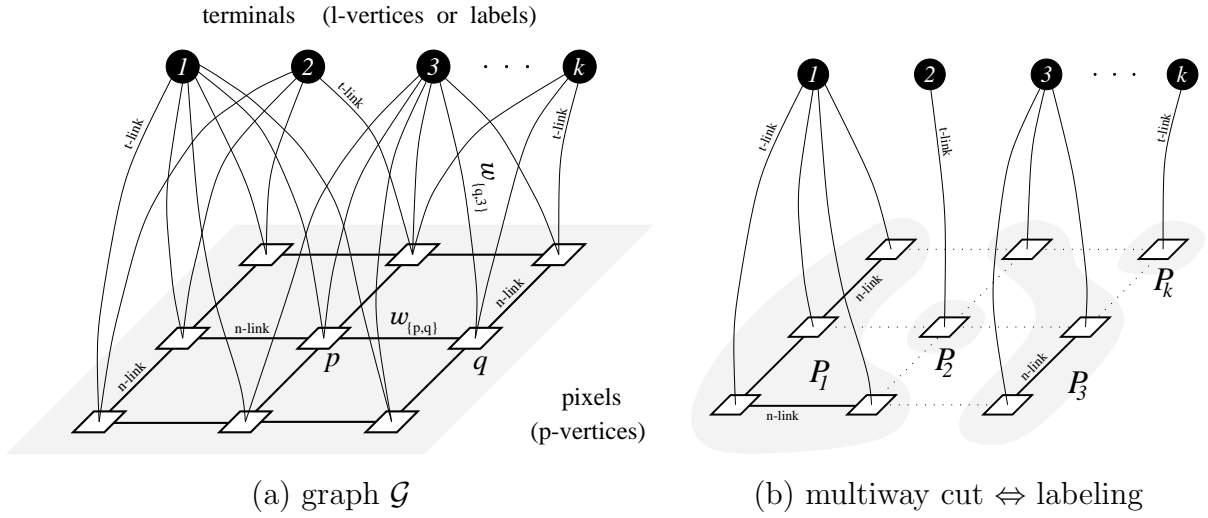 terminals (l-vertices or labels)
1 2 3 · · · k
t-link
t-link
t-link
w{q,3}
n-link
n-link
w{p,q}
n-link
p
q
pixels
(p-vertices)
(a) graph 𝒢
1 2 3 · · · k
t-link
t-link
t-link
n-link
Pk
P1
P2
n-link
P3
n-link
(b) multiway cut ⇔ labeling